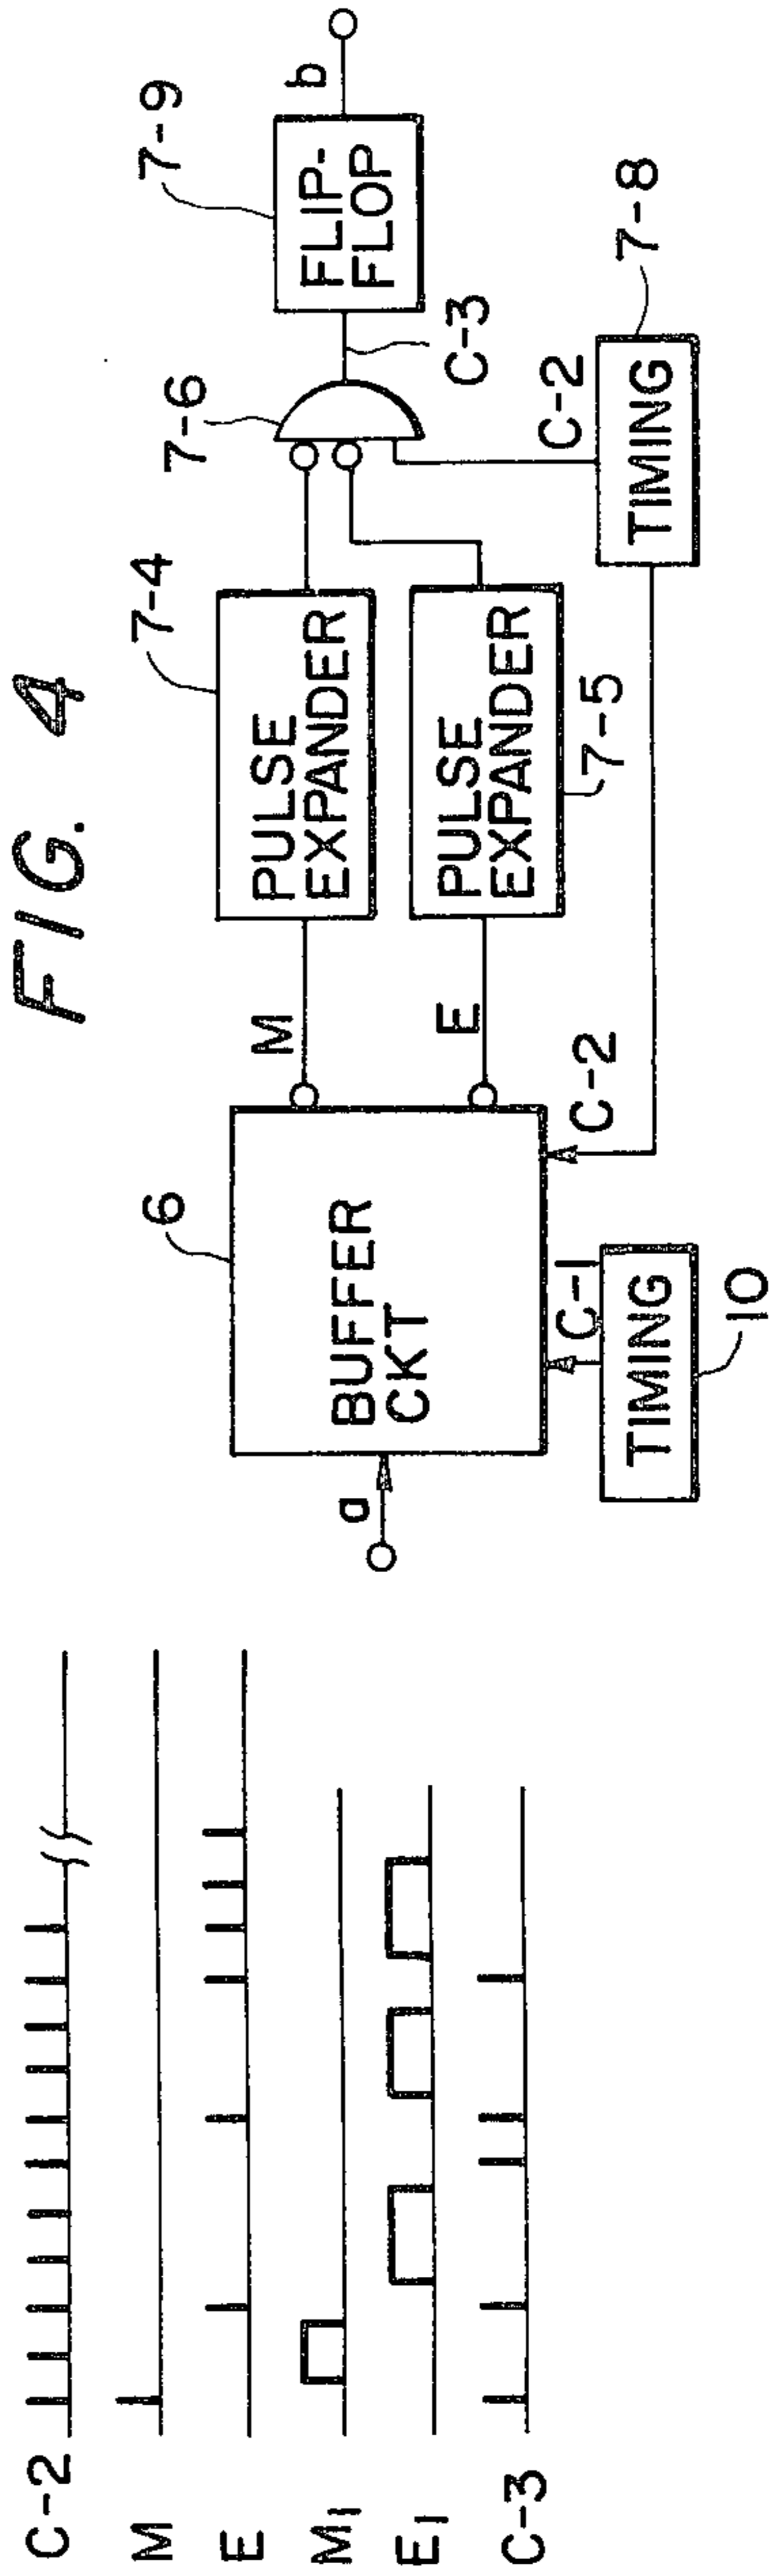 FIG. 4
a
6
BUFFER
CKT
M
E
C-1
TIMING
10
C-2
PULSE
EXPANDER
7-4
PULSE
EXPANDER
7-5
7-6
C-3
C-2
TIMING
7-8
FLIP-
FLOP
7-9
b
C-2
M
E
M1
E1
C-3